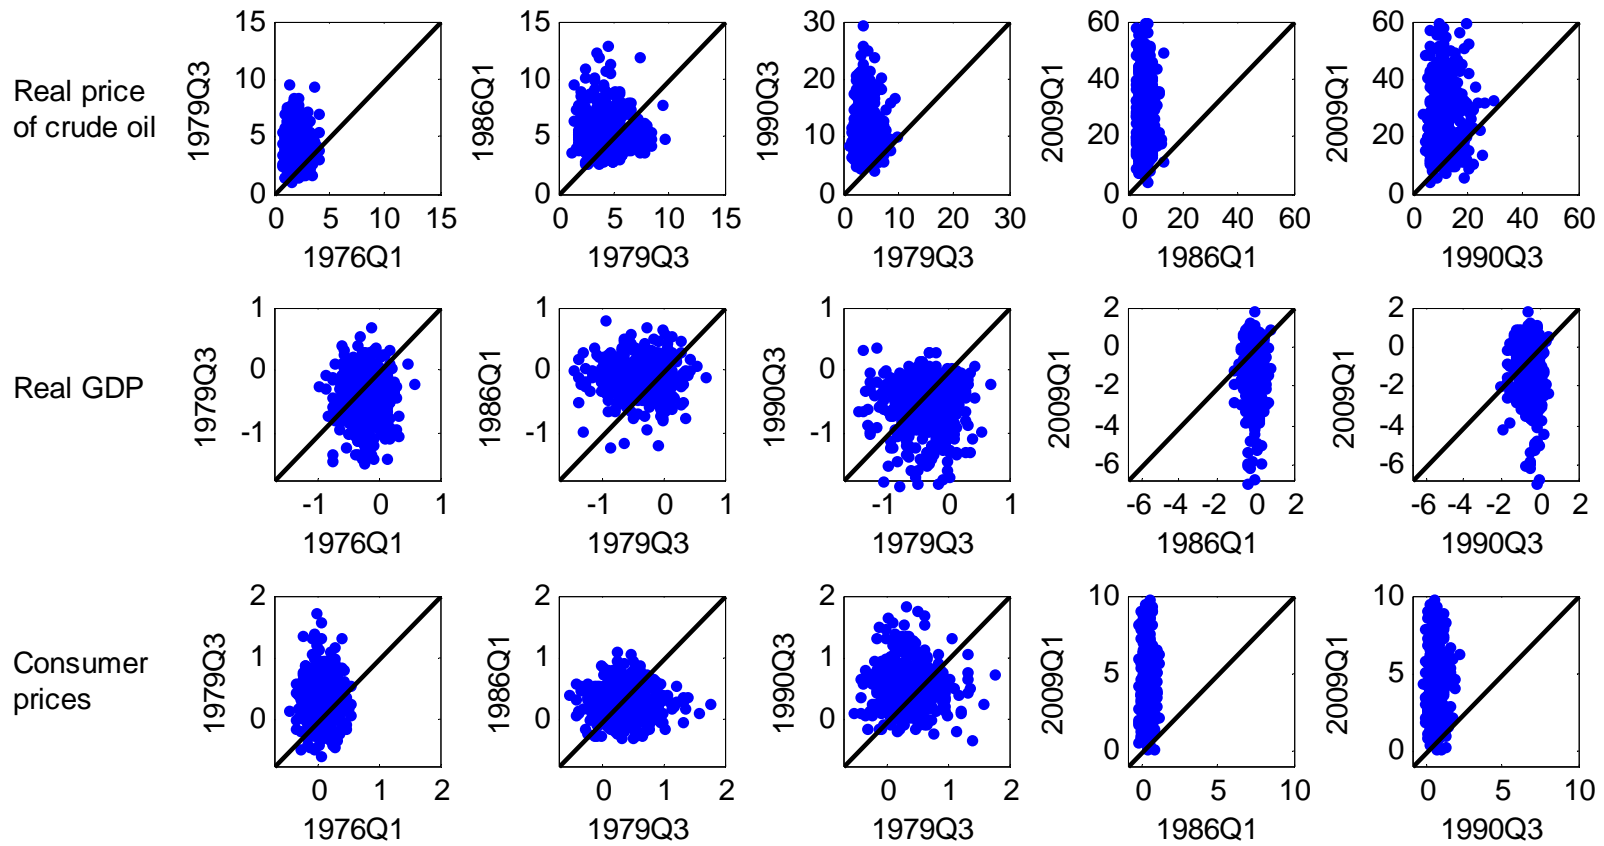 15 15 30 60 60
Real price
of crude oil
1979Q3 1986Q1 1990Q3 2009Q1 2009Q1
10 10 20 40 40
5 5 10 20 20
0 0 0 0 0
0 5 10 15 0 5 10 15 0 10 20 30 0 20 40 60 0 20 40 60
1976Q1 1979Q3 1979Q3 1986Q1 1990Q3
1 1 1 2 2
Real GDP
1979Q3 1986Q1 1990Q3 2009Q1 2009Q1
0 0 0 0 0
-2 -2
-1 -1 -1 -4 -4
-6 -6
-1 0 1 -1 0 1 -1 0 1 -6 -4 -2 0 2 -6 -4 -2 0 2
1976Q1 1979Q3 1979Q3 1986Q1 1990Q3
2 2 2 10 10
Consumer
prices
1979Q3 1986Q1 1990Q3 2009Q1 2009Q1
1 1 1 5 5
0 0 0 0 0
0 1 2 0 1 2 0 1 2 0 5 10 0 5 10
1976Q1 1979Q3 1979Q3 1986Q1 1990Q3